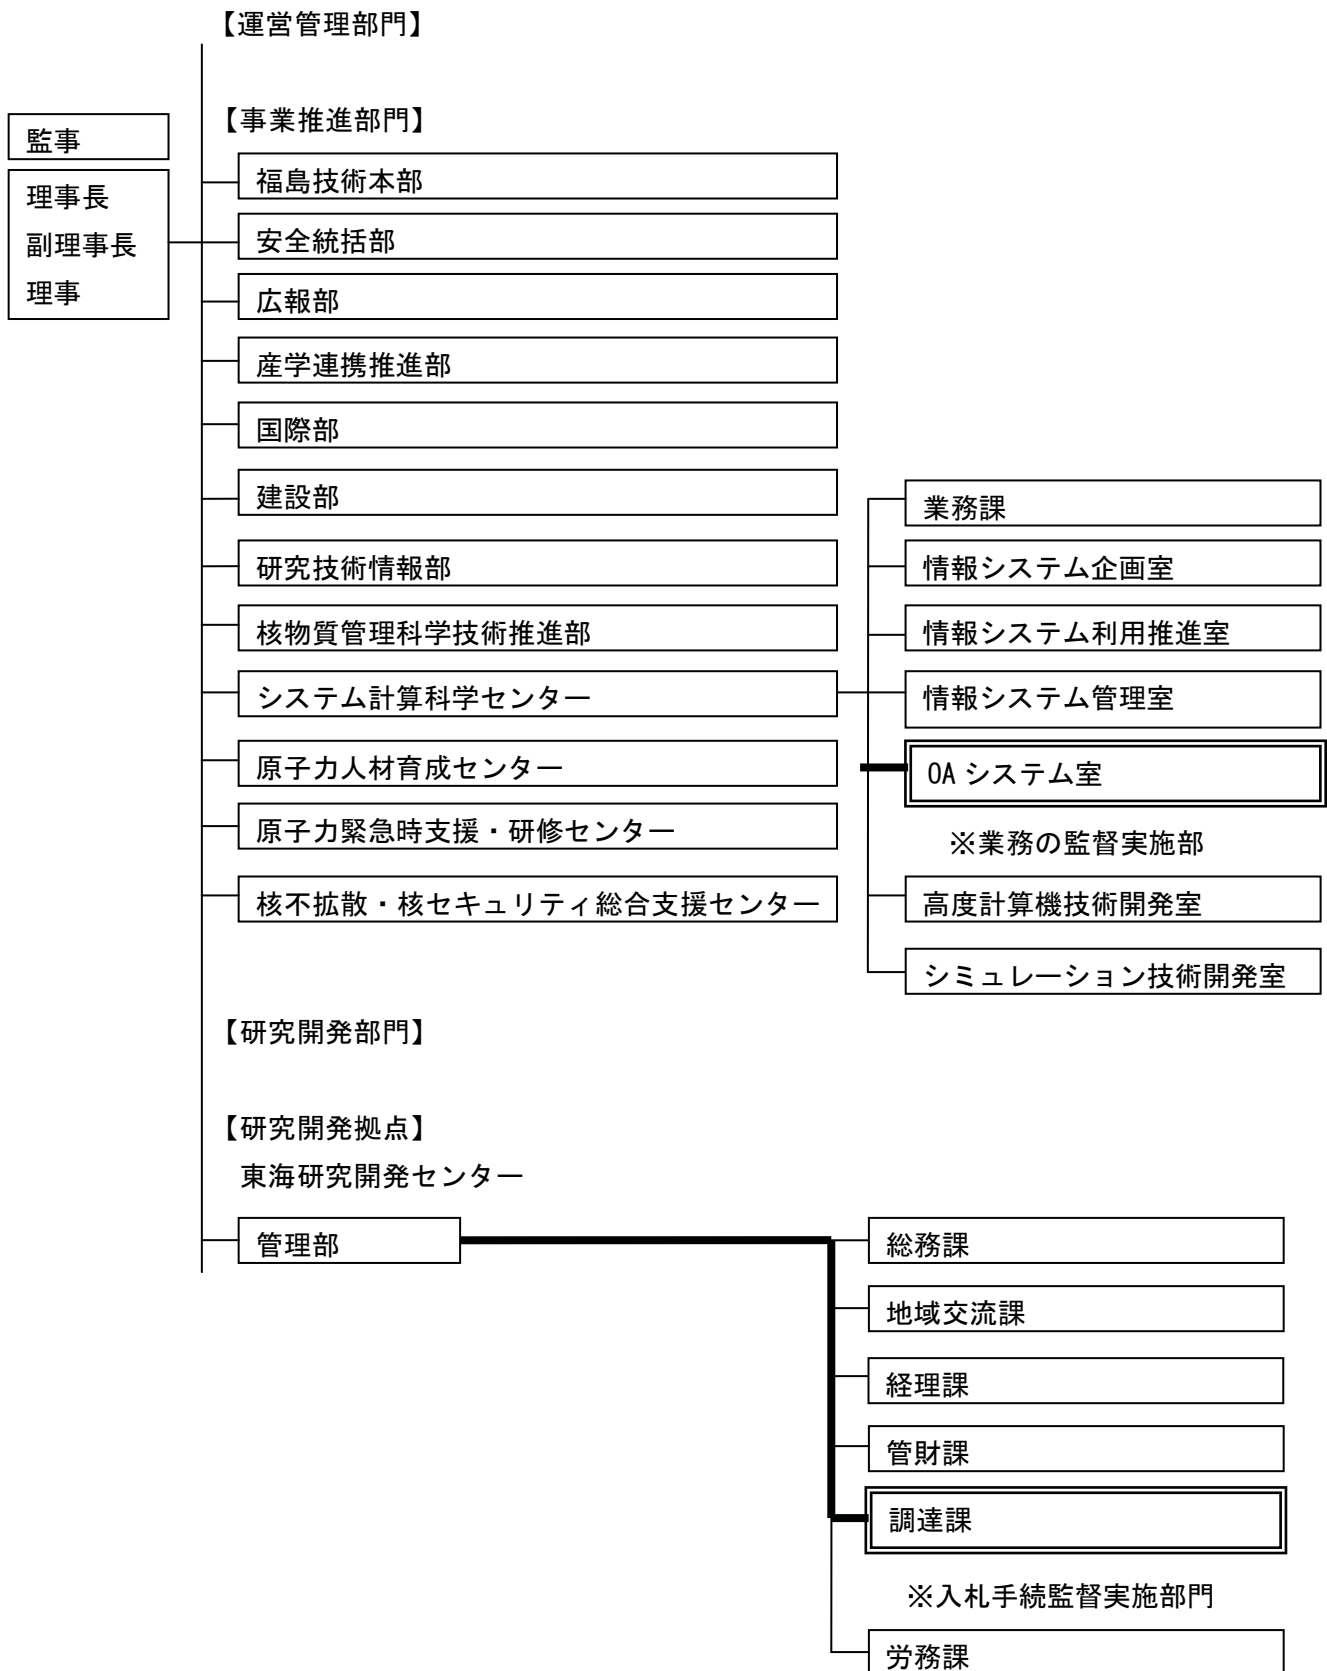 【運営管理部門】
【事業推進部門】
監事
理事長
副理事長
理事
福島技術本部
安全統括部
広報部
産学連携推進部
国際部
建設部
研究技術情報部
核物質管理科学技術推進部
システム計算科学センター
原子力人材育成センター
原子力緊急時支援・研修センター
核不拡散・核セキュリティ総合支援センター
業務課
情報システム企画室
情報システム利用推進室
情報システム管理室
OA システム室
※業務の監督実施部
高度計算機技術開発室
シミュレーション技術開発室
【研究開発部門】
【研究開発拠点】
東海研究開発センター
管理部
総務課
地域交流課
経理課
管財課
調達課
※入札手続監督実施部門
労務課